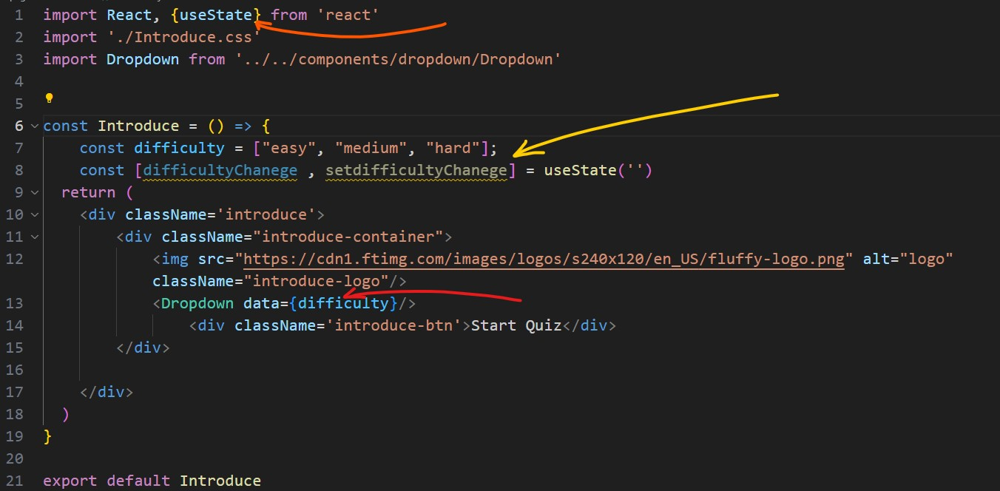 1 import React, {useState} from 'react'
2 import './Introduce.css'
3 import Dropdown from '../../components/dropdown/Dropdown'
4
5
6 const Introduce = () => {
7 const difficulty = ["easy", "medium", "hard"];
8 const [difficultyChanege , setdifficultyChanege] = useState('')
9 return (
10 <div className='introduce'>
11 <div className="introduce-container">
12 <img src="https://cdn1.ftimg.com/images/logos/s240x120/en_US/fluffy-logo.png" alt="logo"
className="introduce-logo"/>
13 <Dropdown data={difficulty}/>
14 <div className='introduce-btn'>Start Quiz</div>
15 </div>
16
17 </div>
18 )
19 }
20
21 export default Introduce